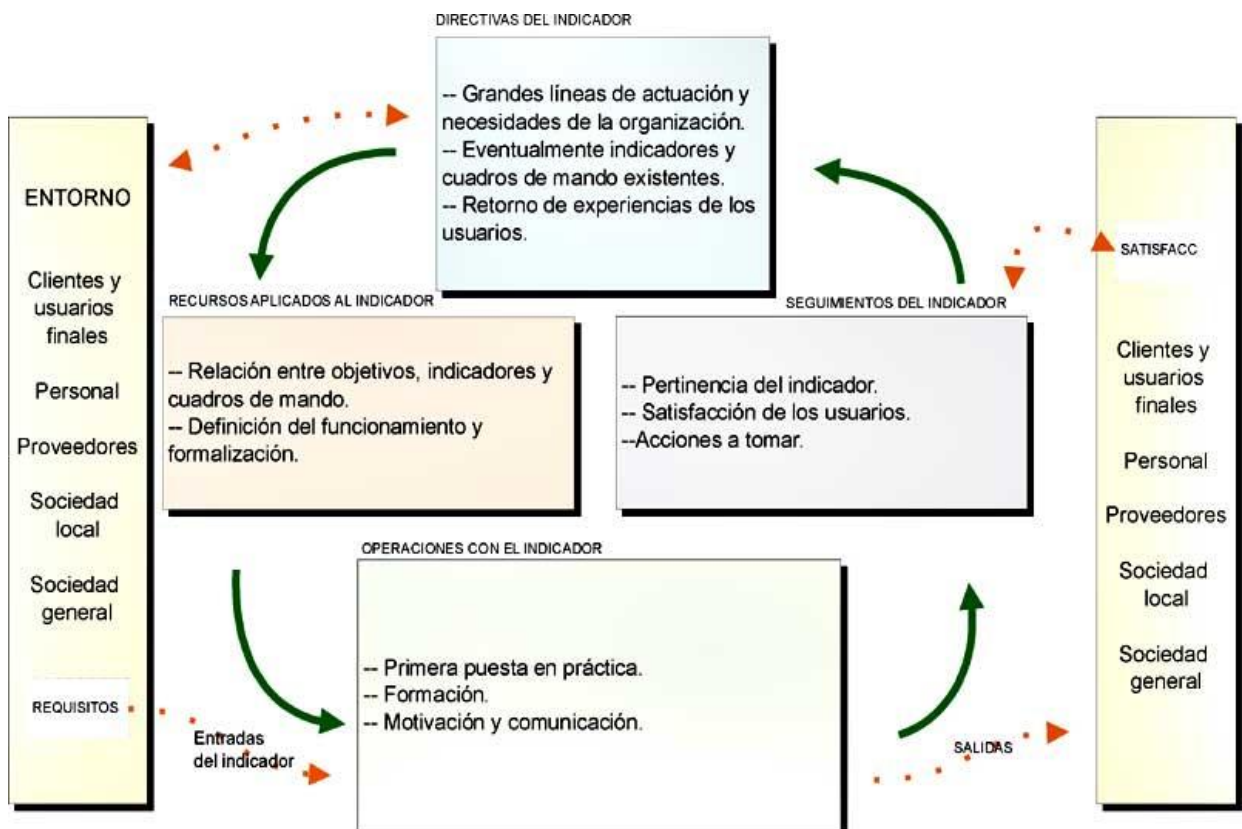 DIRECTIVAS DEL INDICADOR
-- Grandes líneas de actuación y
necesidades de la organización.
-- Eventualmente indicadores y
cuadros de mando existentes.
-- Retorno de experiencias de los
usuarios.
ENTORNO
Clientes y
usuarios
finales
Personal
Proveedores
Sociedad
local
Sociedad
general
REQUISITOS
RECURSOS APLICADOS AL INDICADOR
-- Relación entre objetivos, indicadores y
cuadros de mando.
-- Definición del funcionamiento y
formalización.
SEGUIMIENTOS DEL INDICADOR
-- Pertinencia del indicador.
-- Satisfacción de los usuarios.
--Acciones a tomar.
OPERACIONES CON EL INDICADOR
-- Primera puesta en práctica.
-- Formación.
-- Motivación y comunicación.
Entradas
del indicador
SALIDAS
SATISFACC
Clientes y
usuarios
finales
Personal
Proveedores
Sociedad
local
Sociedad
general